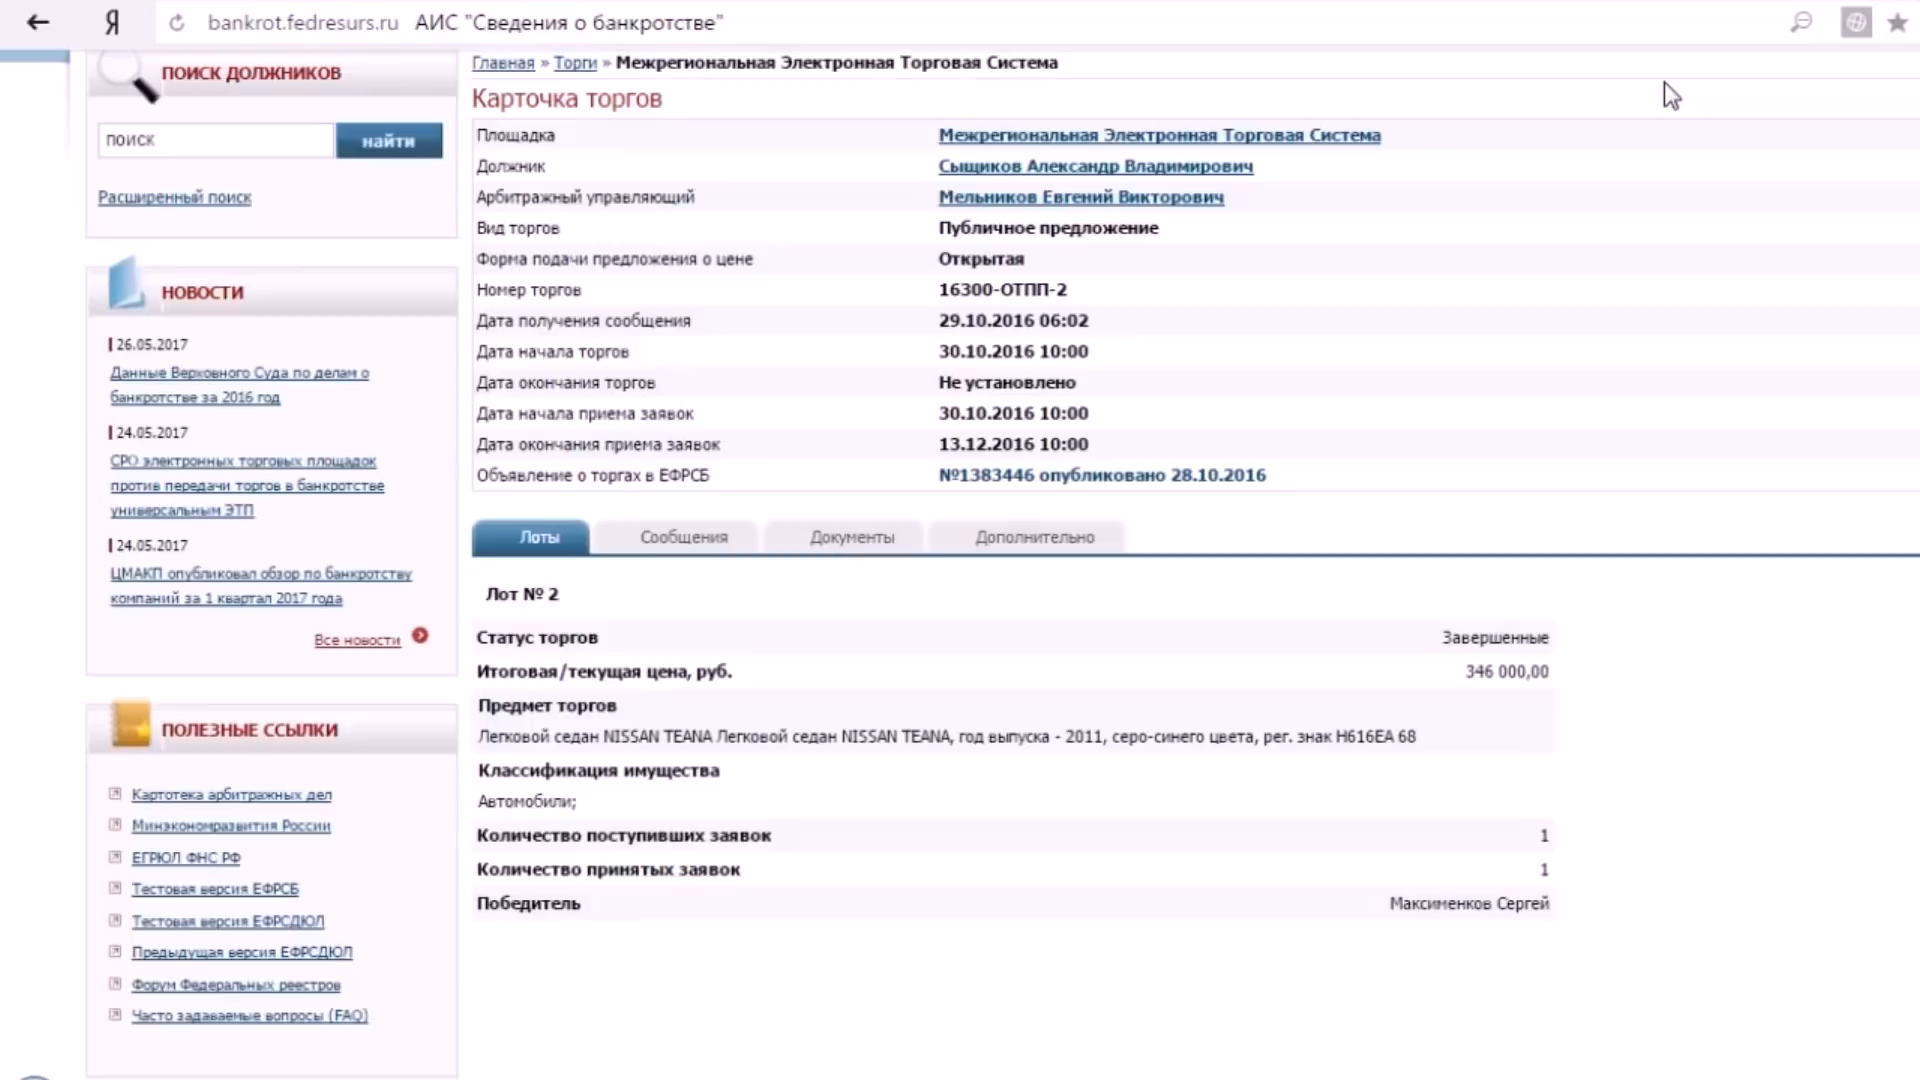 Я bankrot.fedresurs.ru АИС "Сведения о банкротстве"
ПОИСК ДОЛЖНИКОВ
поиск
найти
Расширенный поиск
НОВОСТИ
26.05.2017
Данные Верховного Суда по делам о
банкротстве за 2016 год
24.05.2017
СРО электронных торговых площадок
против передачи торгов в банкротстве
универсальным ЭТП
24.05.2017
ЦМАКП опубликовал обзор по банкротству
компаний за 1 квартал 2017 года
Все новости
ПОЛЕЗНЫЕ ССЫЛКИ
Картотека арбитражных дел
Минэкономразвития России
ЕГРЮЛ ФНС РФ
Тестовая версия ЕФРСБ
Тестовая версия ЕФРСДЮЛ
Предыдущая версия ЕФРСДЮЛ
Форум Федеральных реестров
Часто задаваемые вопросы (FAQ)
Главная » Торги » Межрегиональная Электронная Торговая Система
Карточка торгов
Площадка Межрегиональная Электронная Торговая Система
Должник Сыщиков Александр Владимирович
Арбитражный управляющий Мельников Евгений Викторович
Вид торгов Публичное предложение
Форма подачи предложения о цене Открытая
Номер торгов 16300-ОТПП-2
Дата получения сообщения 29.10.2016 06:02
Дата начала торгов 30.10.2016 10:00
Дата окончания торгов Не установлено
Дата начала приема заявок 30.10.2016 10:00
Дата окончания приема заявок 13.12.2016 10:00
Объявление о торгах в ЕФРСБ №1383446 опубликовано 28.10.2016
Лоты Сообщения Документы Дополнительно
Лот № 2
Статус торгов Завершенные
Итоговая/текущая цена, руб. 346 000,00
Предмет торгов
Легковой седан NISSAN TEANA Легковой седан NISSAN TEANA, год выпуска - 2011, серо-синего цвета, рег. знак Н616ЕА 68
Классификация имущества
Автомобили;
Количество поступивших заявок 1
Количество принятых заявок 1
Победитель Максименков Сергей